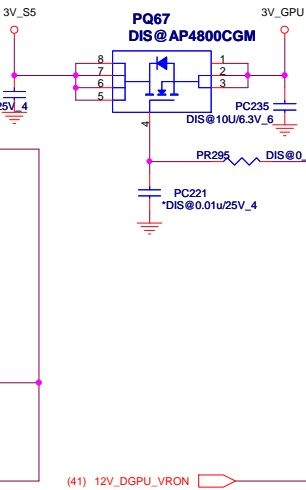 3V_S5
PQ67
3V_GPU
DIS@AP4800CGM
8
7
6
5
1
2
3
4
25V_4
PC235
DIS@10U/6.3V_6
PR295
DIS@0_
PC221
*DIS@0.01u/25V_4
(41) 12V_DGPU_VRON